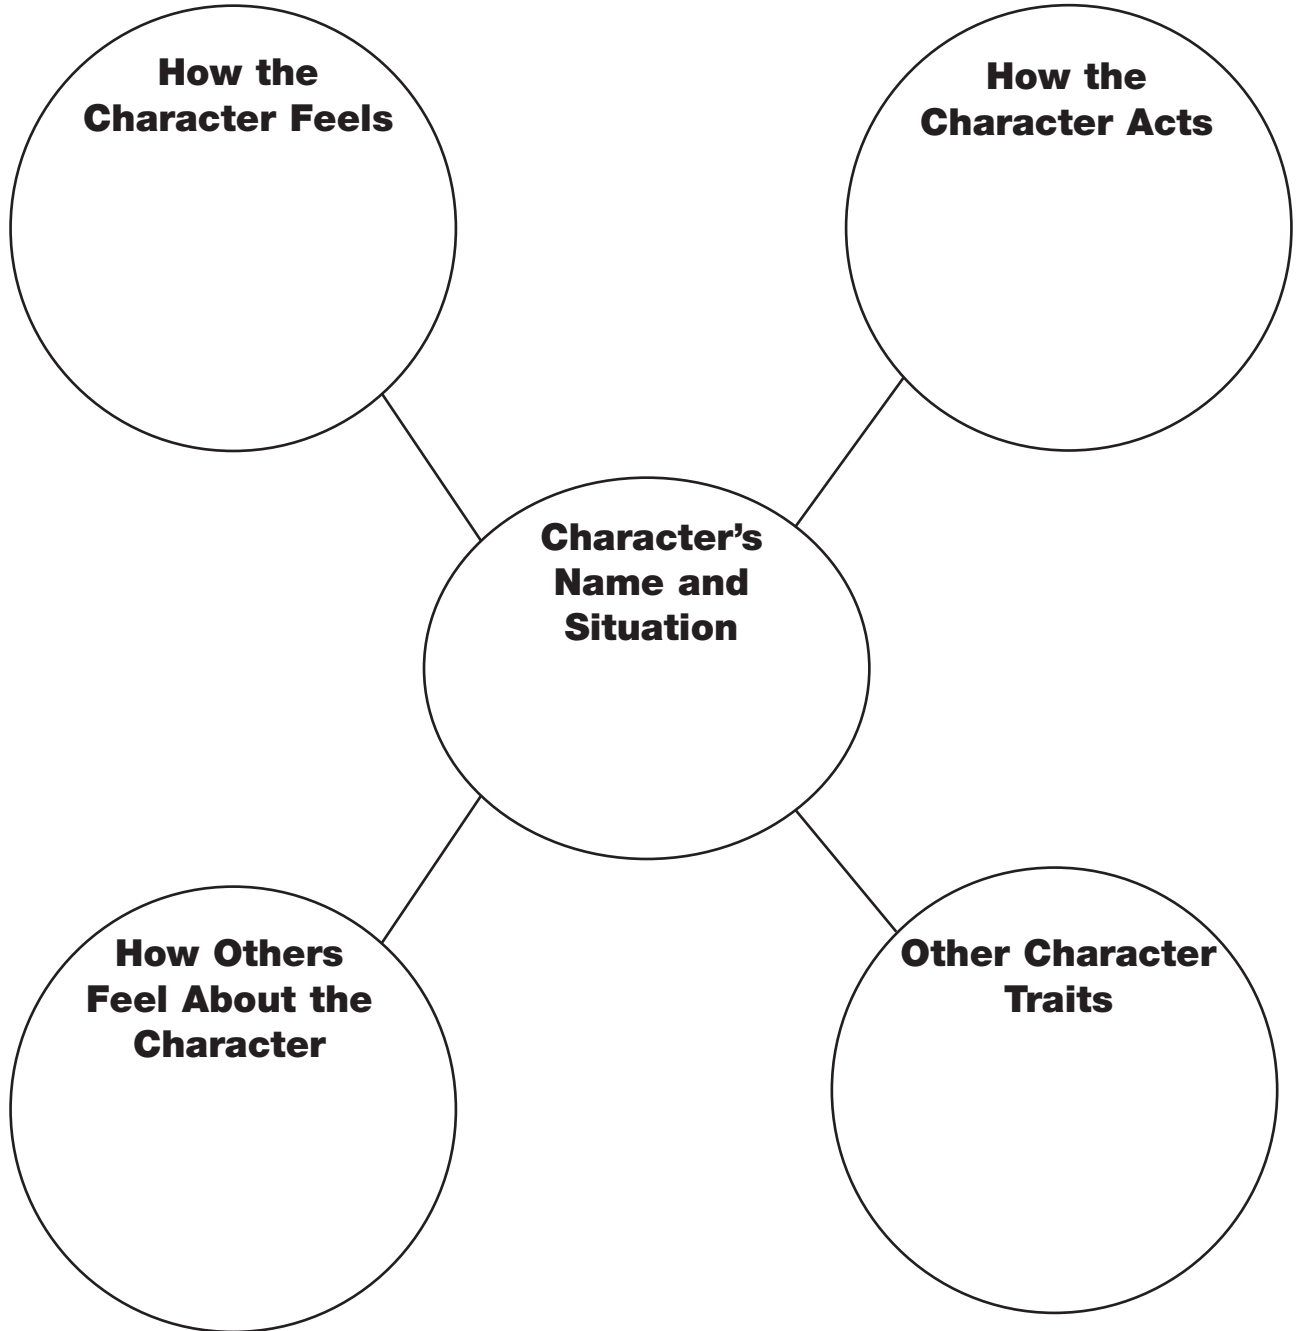 How the
Character Feels
How the
Character Acts
Character’s
Name and
Situation
How Others
Feel About the
Character
Other Character
Traits